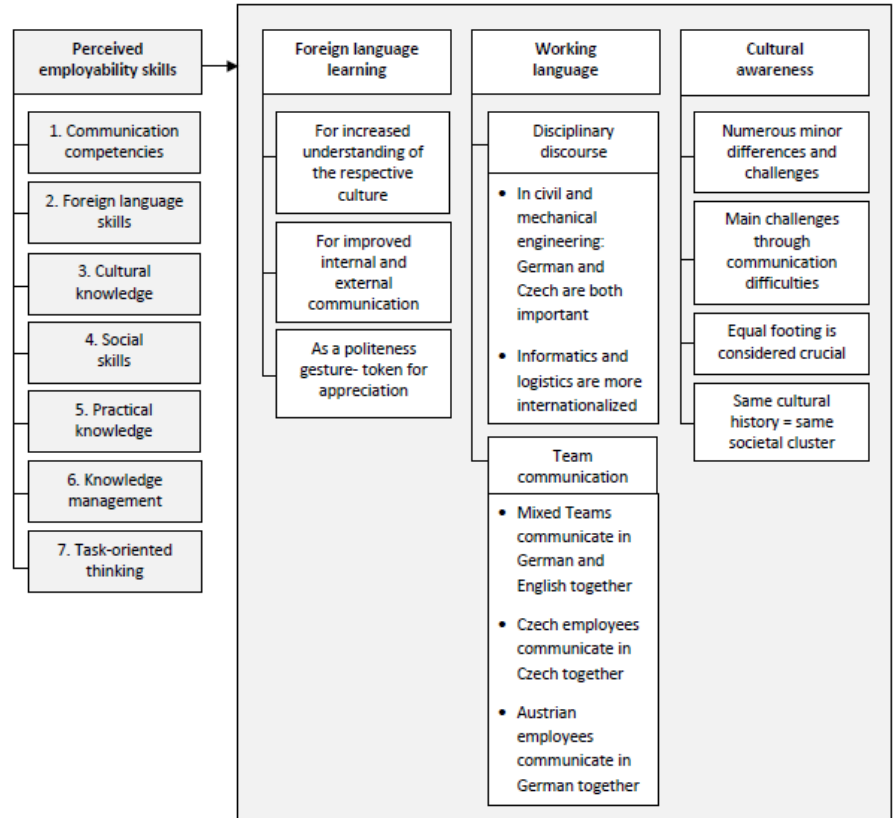 Perceived
employability skills
1. Communication
competencies
2. Foreign language
skills
3. Cultural
knowledge
4. Social
skills
5. Practical
knowledge
6. Knowledge
management
7. Task-oriented
thinking
Foreign language
learning
For increased
understanding of
the respective
culture
For improved
internal and
external
communication
As a politeness
gesture- token for
appreciation
Working
language
Disciplinary
discourse
• In civil and
mechanical
engineering:
German and
Czech are both
important
• Informatics and
logistics are more
internationalized
Team
communication
• Mixed Teams
communicate in
German and
English together
• Czech employees
communicate in
Czech together
• Austrian
employees
communicate in
German together
Cultural
awareness
Numerous minor
differences and
challenges
Main challenges
through
communication
difficulties
Equal footing is
considered crucial
Same cultural
history = same
societal cluster